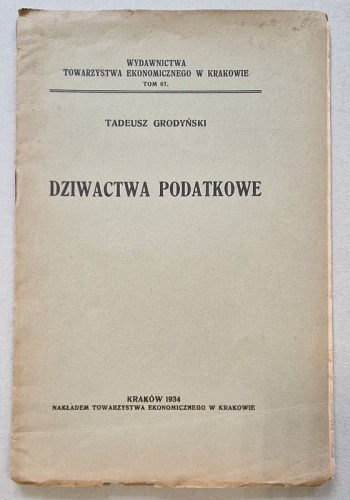 WYDAWNICTWA
TOWARZYSTWA EKONOMICZNEGO W KRAKOWIE
TOM 67.
TADEUSZ GRODYŃSKI
DZIWACTWA PODATKOWE
KRAKÓW 1934
NAKŁADEM TOWARZYSTWA EKONOMICZNEGO W KRAKOWIE